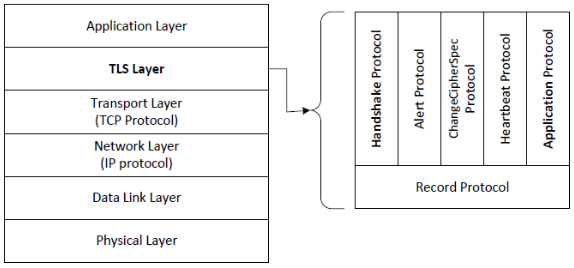 Application Layer
TLS Layer
Transport Layer
(TCP Protocol)
Network Layer
(IP protocol)
Data Link Layer
Physical Layer
Handshake Protocol
Alert Protocol
ChangeCipherSpec
Protocol
Heartbeat Protocol
Application Protocol
Record Protocol